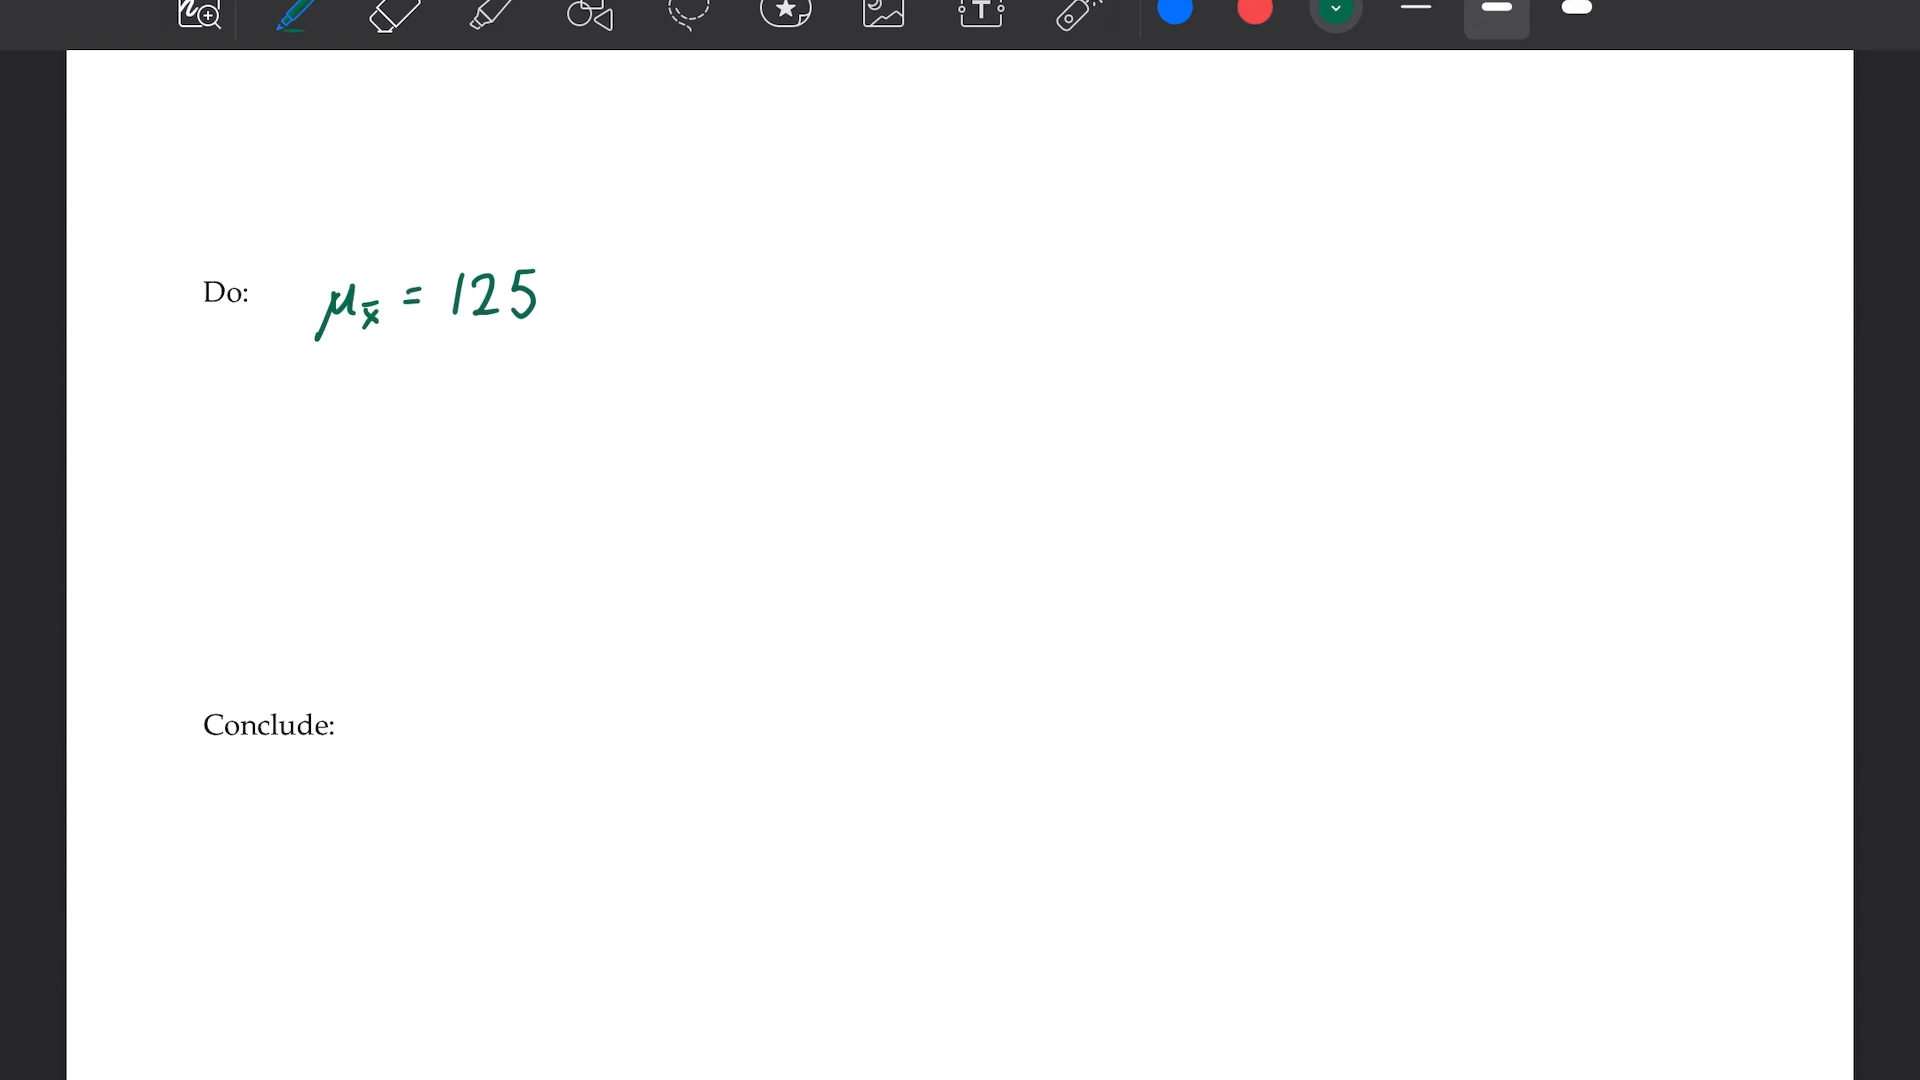 Do: μx̄ = 125
Conclude: